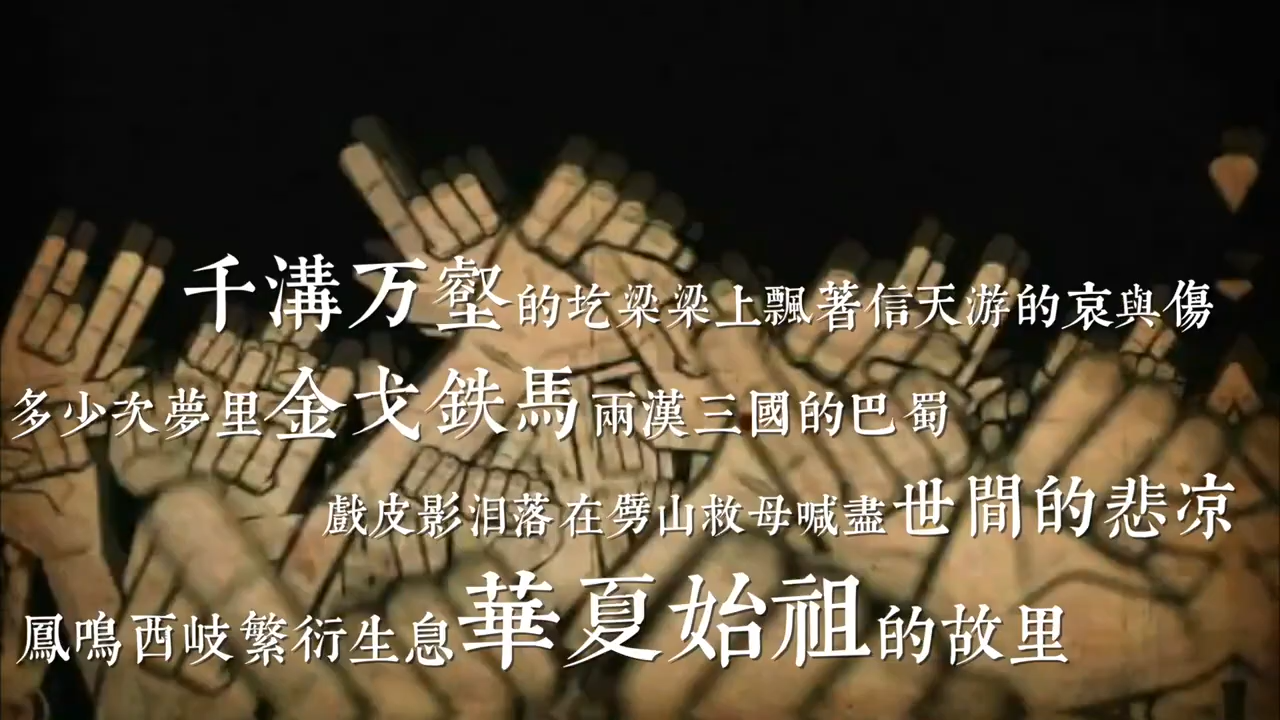 千溝万壑的圪梁梁上飄著信天游的哀與傷
多少次夢里金戈鉄馬兩漢三國的巴蜀
戲皮影泪落在劈山救母喊盡世間的悲凉
鳳鳴西岐繁衍生息華夏始祖的故里